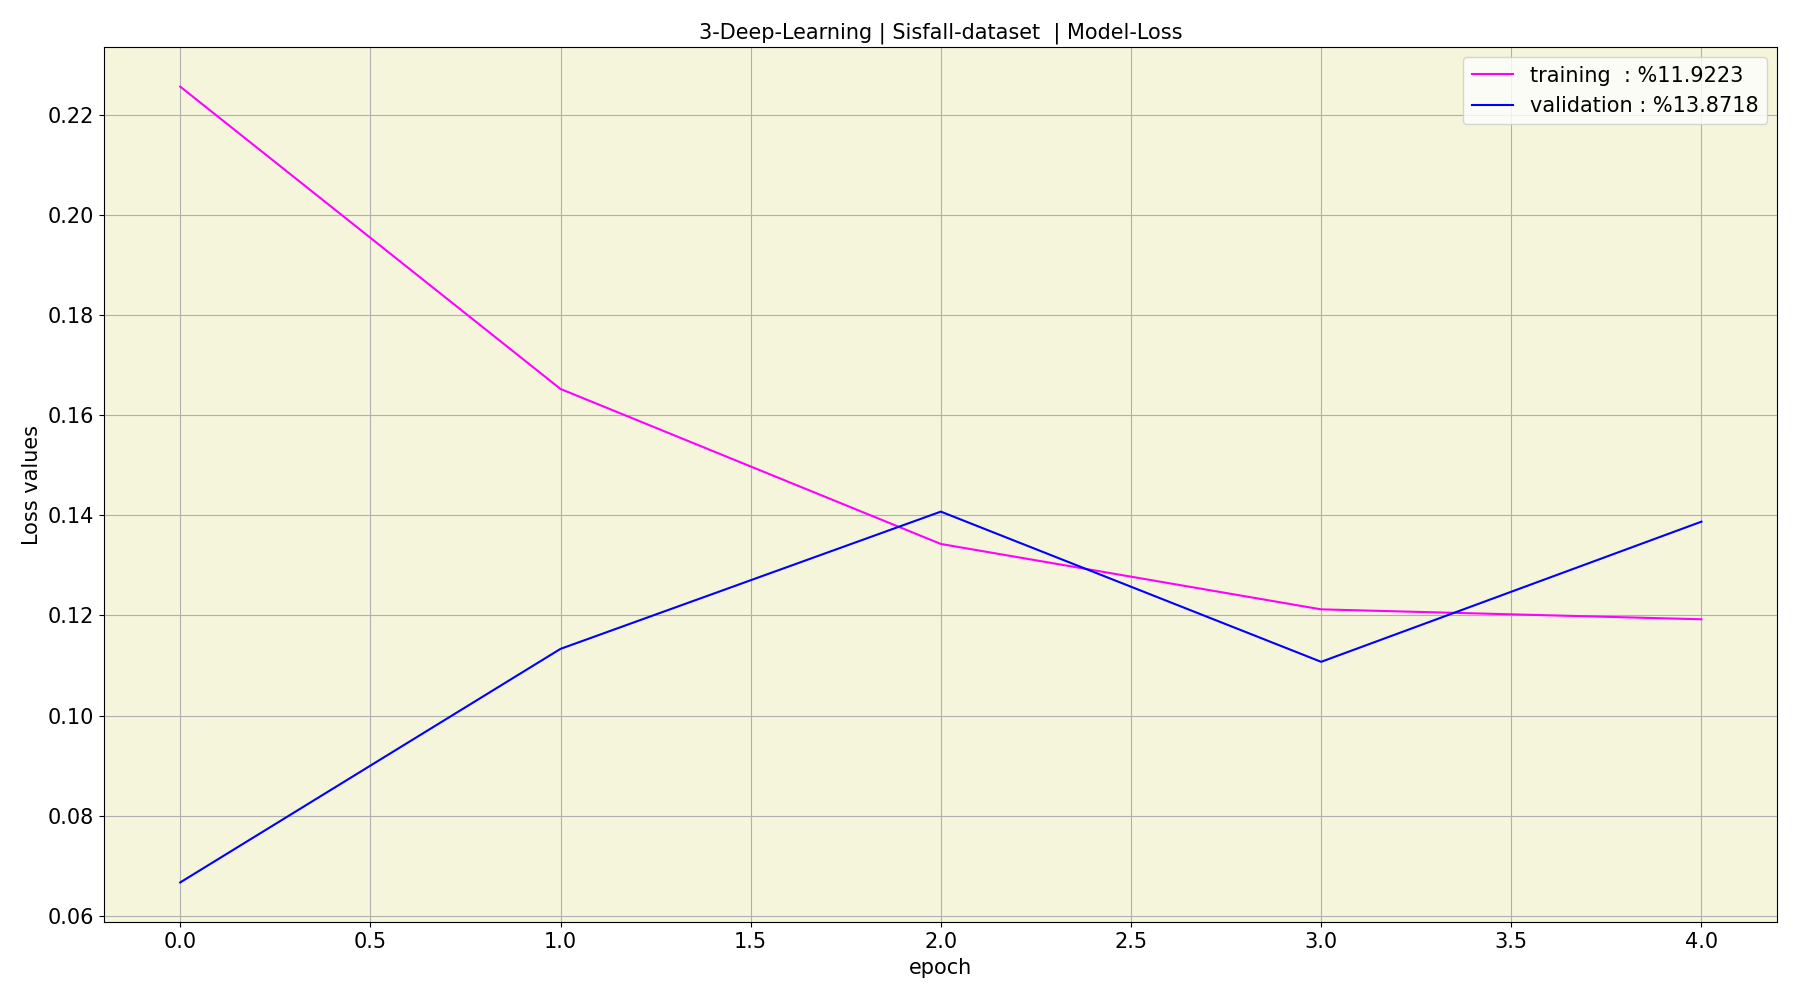 3-Deep-Learning | Sisfall-dataset  | Model-Loss
training  : %11.9223
validation : %13.8718
Loss values
0.22
0.20
0.18
0.16
0.14
0.12
0.10
0.08
0.06
0.0 0.5 1.0 1.5 2.0 2.5 3.0 3.5 4.0
epoch